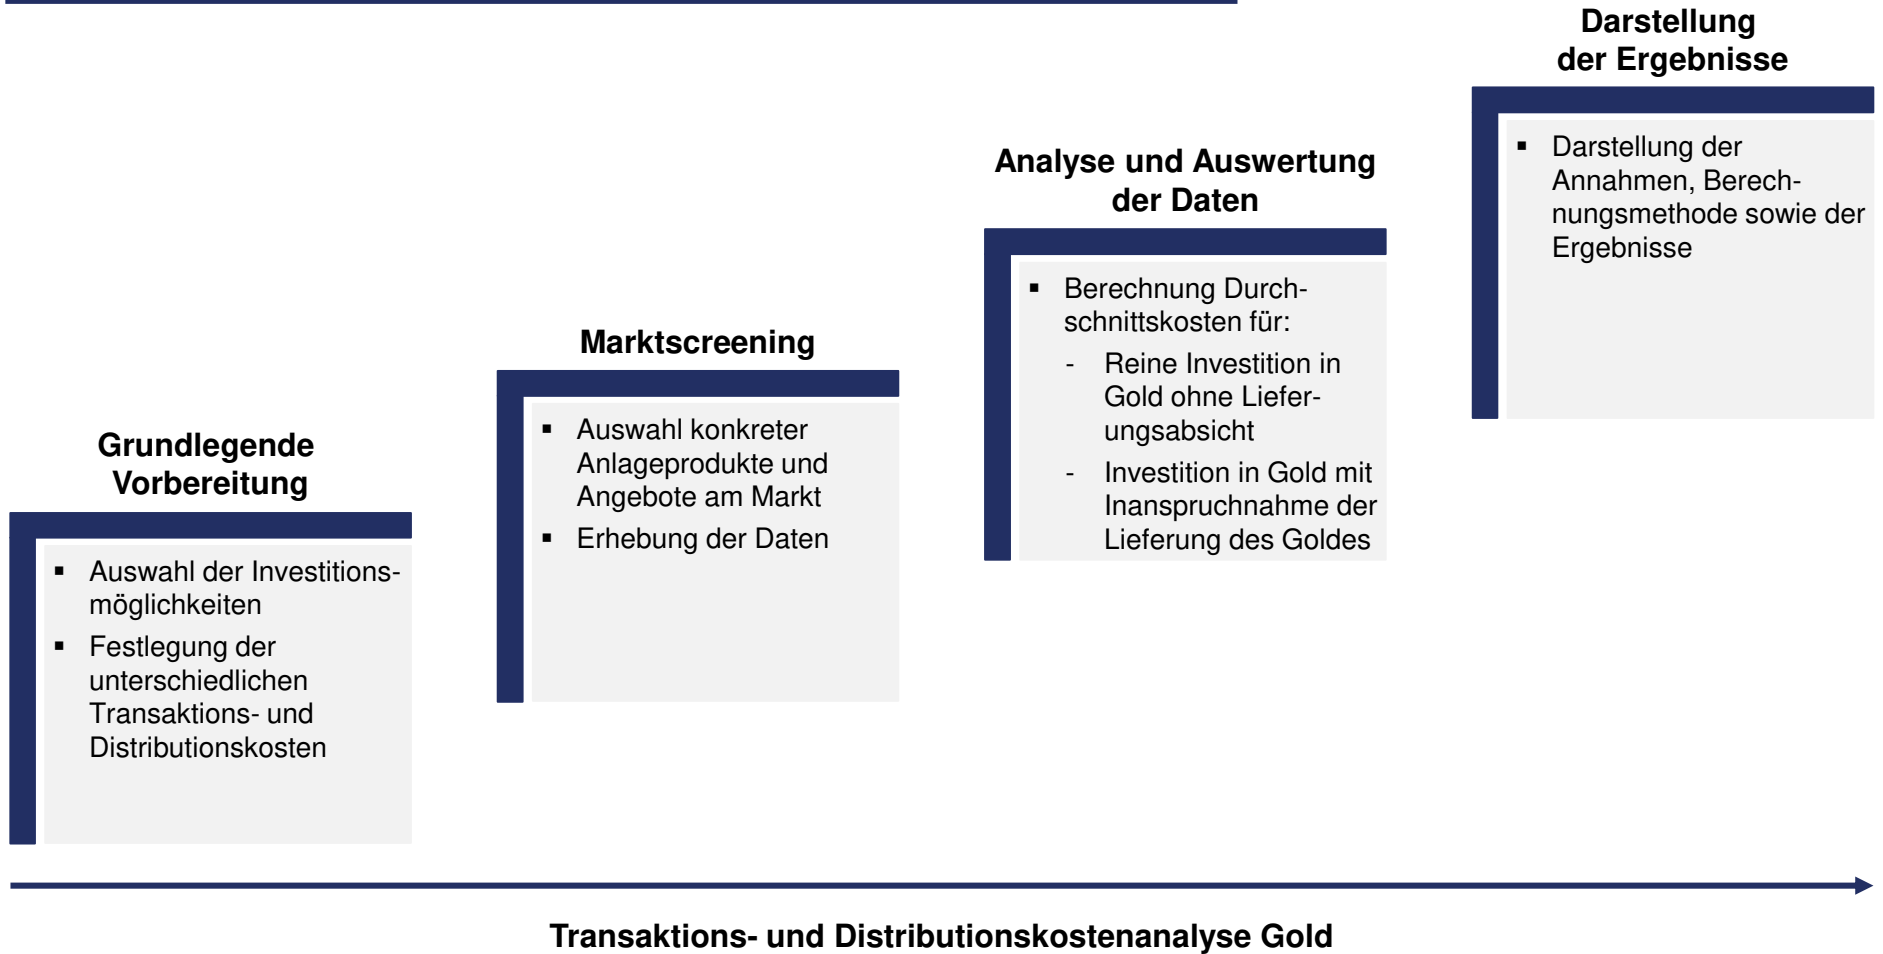 Grundlegende
Vorbereitung
▪ Auswahl der Investitions-
möglichkeiten
▪ Festlegung der
unterschiedlichen
Transaktions- und
Distributionskosten
Marktscreening
▪ Auswahl konkreter
Anlageprodukte und
Angebote am Markt
▪ Erhebung der Daten
Analyse und Auswertung
der Daten
▪ Berechnung Durch-
schnittskosten für:
- Reine Investition in
Gold ohne Liefer-
ungsabsicht
- Investition in Gold mit
Inanspruchnahme der
Lieferung des Goldes
Darstellung
der Ergebnisse
▪ Darstellung der
Annahmen, Berech-
nungsmethode sowie der
Ergebnisse
Transaktions- und Distributionskostenanalyse Gold